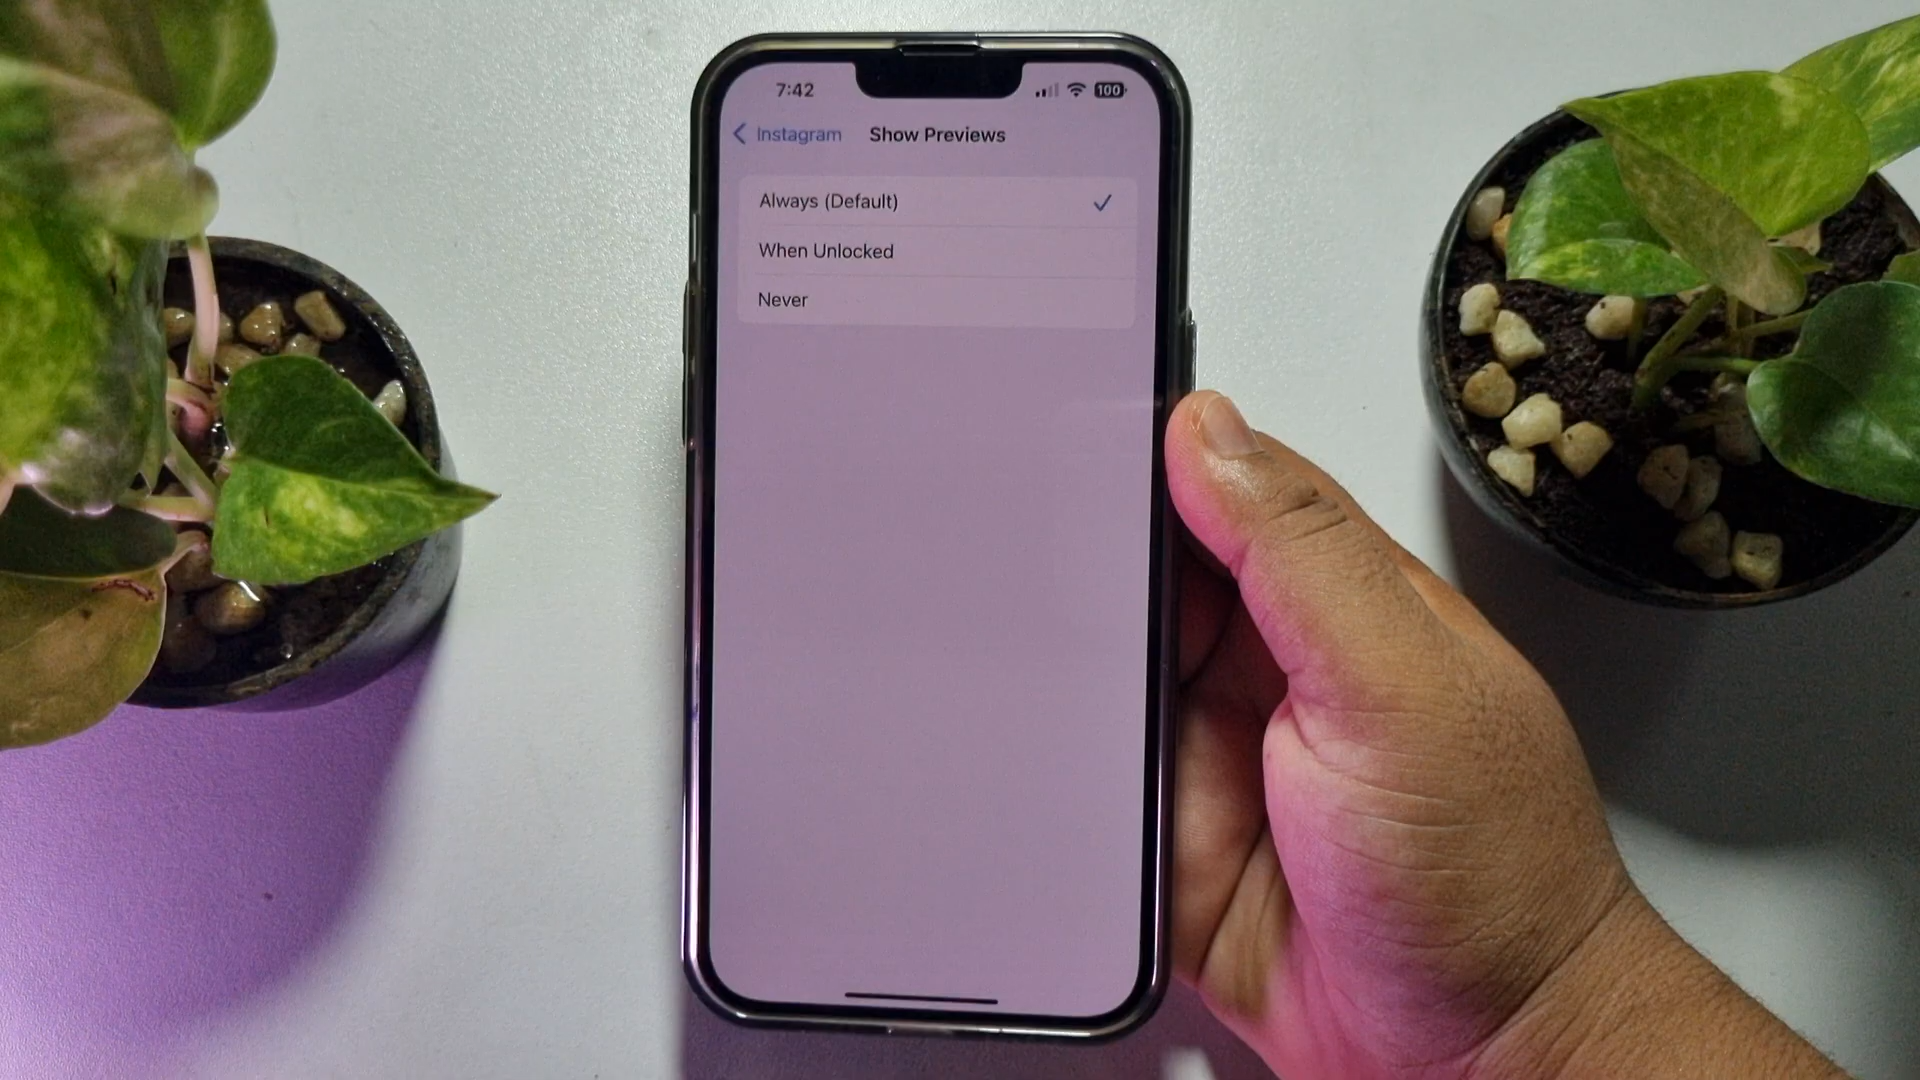 7:42 100
Instagram Show Previews
Always (Default)
When Unlocked
Never